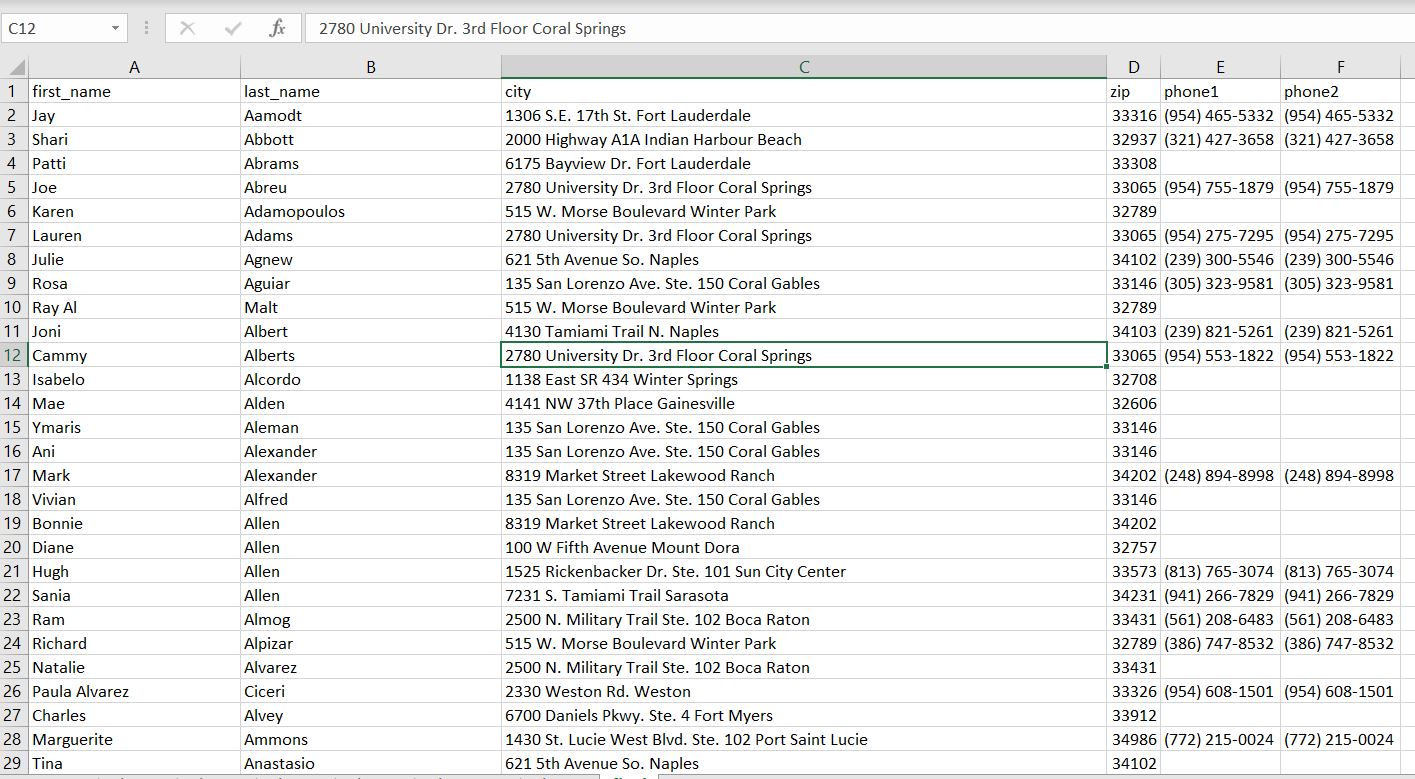 C12 fx 2780 University Dr. 3rd Floor Coral Springs
A B C D E F
1 first_name last_name city zip phone1 phone2
2 Jay Aamodt 1306 S.E. 17th St. Fort Lauderdale 33316 (954) 465-5332 (954) 465-5332
3 Shari Abbott 2000 Highway A1A Indian Harbour Beach 32937 (321) 427-3658 (321) 427-3658
4 Patti Abrams 6175 Bayview Dr. Fort Lauderdale 33308
5 Joe Abreu 2780 University Dr. 3rd Floor Coral Springs 33065 (954) 755-1879 (954) 755-1879
6 Karen Adamopoulos 515 W. Morse Boulevard Winter Park 32789
7 Lauren Adams 2780 University Dr. 3rd Floor Coral Springs 33065 (954) 275-7295 (954) 275-7295
8 Julie Agnew 621 5th Avenue So. Naples 34102 (239) 300-5546 (239) 300-5546
9 Rosa Aguiar 135 San Lorenzo Ave. Ste. 150 Coral Gables 33146 (305) 323-9581 (305) 323-9581
10 Ray Al Malt 515 W. Morse Boulevard Winter Park 32789
11 Joni Albert 4130 Tamiami Trail N. Naples 34103 (239) 821-5261 (239) 821-5261
12 Cammy Alberts 2780 University Dr. 3rd Floor Coral Springs 33065 (954) 553-1822 (954) 553-1822
13 Isabelo Alcordo 1138 East SR 434 Winter Springs 32708
14 Mae Alden 4141 NW 37th Place Gainesville 32606
15 Ymaris Aleman 135 San Lorenzo Ave. Ste. 150 Coral Gables 33146
16 Ani Alexander 135 San Lorenzo Ave. Ste. 150 Coral Gables 33146
17 Mark Alexander 8319 Market Street Lakewood Ranch 34202 (248) 894-8998 (248) 894-8998
18 Vivian Alfred 135 San Lorenzo Ave. Ste. 150 Coral Gables 33146
19 Bonnie Allen 8319 Market Street Lakewood Ranch 34202
20 Diane Allen 100 W Fifth Avenue Mount Dora 32757
21 Hugh Allen 1525 Rickenbacker Dr. Ste. 101 Sun City Center 33573 (813) 765-3074 (813) 765-3074
22 Sania Allen 7231 S. Tamiami Trail Sarasota 34231 (941) 266-7829 (941) 266-7829
23 Ram Almog 2500 N. Military Trail Ste. 102 Boca Raton 33431 (561) 208-6483 (561) 208-6483
24 Richard Alpizar 515 W. Morse Boulevard Winter Park 32789 (386) 747-8532 (386) 747-8532
25 Natalie Alvarez 2500 N. Military Trail Ste. 102 Boca Raton 33431
26 Paula Alvarez Ciceri 2330 Weston Rd. Weston 33326 (954) 608-1501 (954) 608-1501
27 Charles Alvey 6700 Daniels Pkwy. Ste. 4 Fort Myers 33912
28 Marguerite Ammons 1430 St. Lucie West Blvd. Ste. 102 Port Saint Lucie 34986 (772) 215-0024 (772) 215-0024
29 Tina Anastasio 621 5th Avenue So. Naples 34102